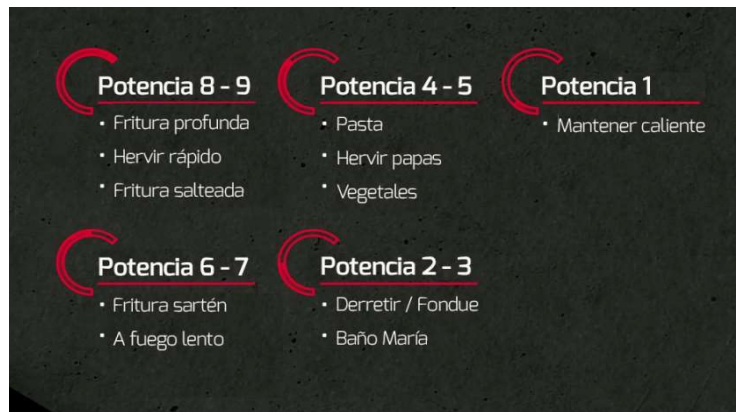 Potencia 8 - 9
• Fritura profunda
• Hervir rápido
• Fritura salteada
Potencia 4 - 5
• Pasta
• Hervir papas
• Vegetales
Potencia 1
• Mantener caliente
Potencia 6 - 7
• Fritura sartén
• A fuego lento
Potencia 2 - 3
• Derretir / Fondue
• Baño María